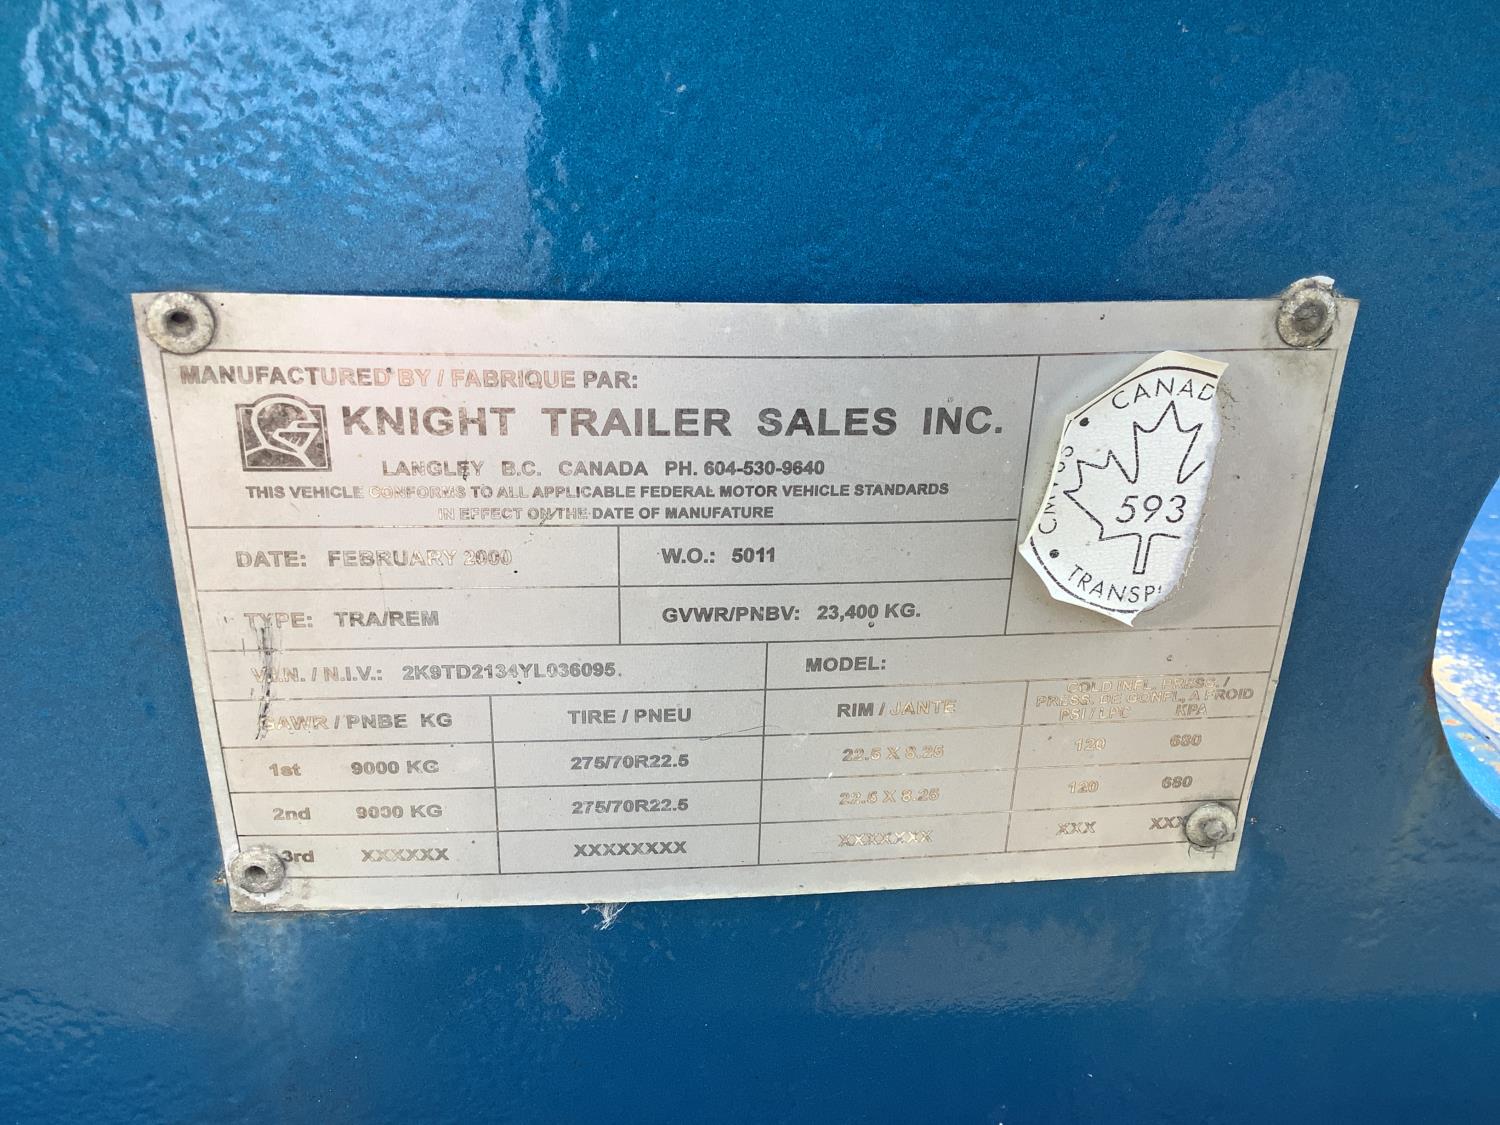 MANUFACTURED BY / FABRIQUE PAR:
KNIGHT TRAILER SALES INC.
LANGLEY B.C. CANADA PH. 604-530-9640
THIS VEHICLE CONFORMS TO ALL APPLICABLE FEDERAL MOTOR VEHICLE STANDARDS
IN EFFECT ON THE DATE OF MANUFATURE
CANAD
593
TRANSP
DATE: FEBRUARY 2000
W.O.: 5011
TYPE: TRA/REM
GVWR/PNBV: 23,400 KG.
V.I.N. / N.I.V.: 2K9TD2134YL036095.
MODEL:
GAWR / PNBE KG
TIRE / PNEU
RIM / JANTE
COLD INFL. PRESS. /
PRESS. DE GONFL. A FROID
PSI / LPC KPA
1st 9000 KG 275/70R22.5 22.5 X 8.25 120 680
2nd 9000 KG 275/70R22.5 22.5 X 8.25 120 680
3rd XXXXXX XXXXXXXX XXXXXXX XXX XXX